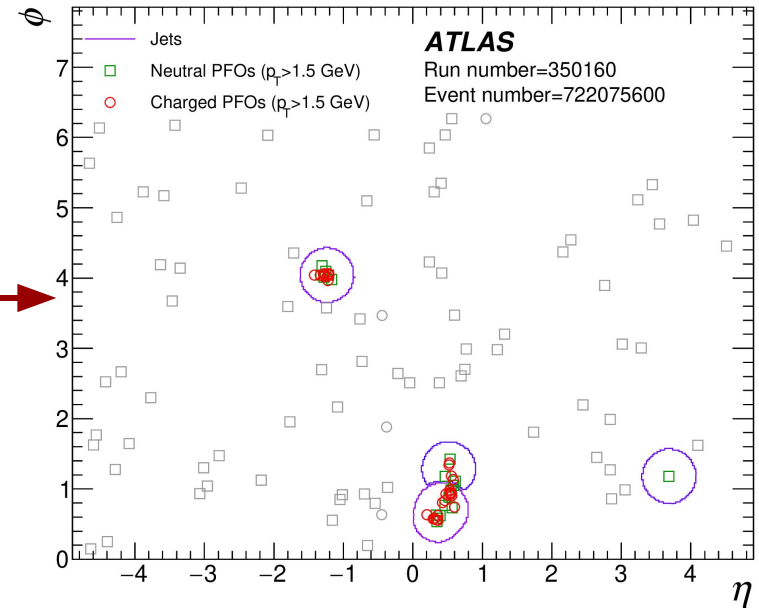 ϕ
Jets
Neutral PFOs (pT>1.5 GeV)
Charged PFOs (pT>1.5 GeV)
ATLAS
Run number=350160
Event number=722075600
7
6
5
4
3
2
1
0
−4 −3 −2 −1 0 1 2 3 4
η